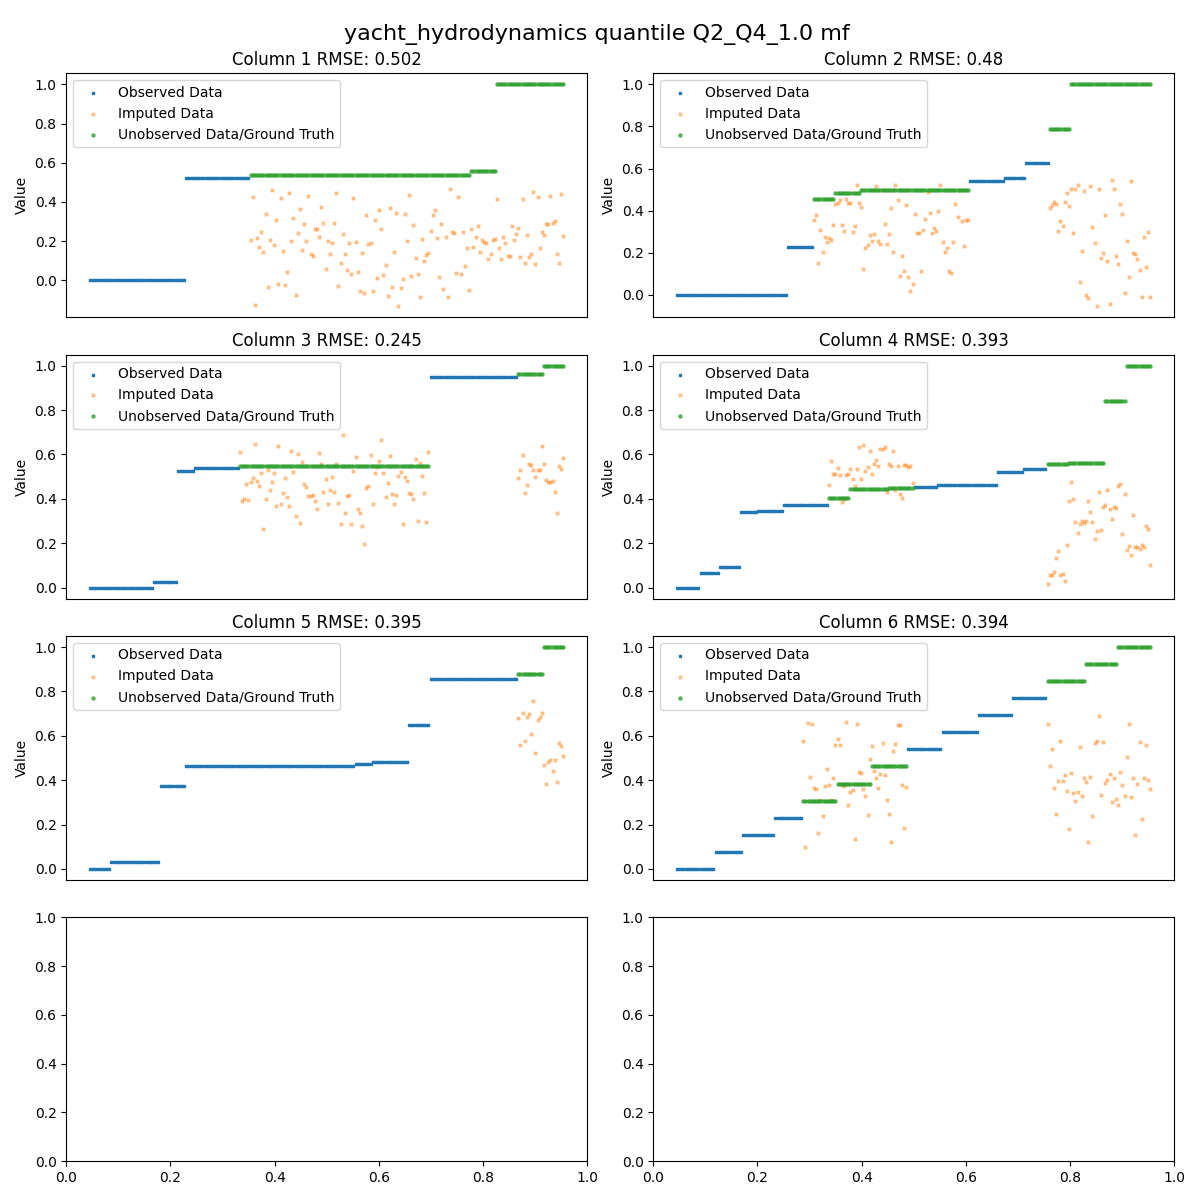 yacht_hydrodynamics quantile Q2_Q4_1.0 mf
Column 1 RMSE: 0.502
Value
1.0
0.8
0.6
0.4
0.2
0.0
Observed Data
Imputed Data
Unobserved Data/Ground Truth
Column 2 RMSE: 0.48
Value
1.0
0.8
0.6
0.4
0.2
0.0
Observed Data
Imputed Data
Unobserved Data/Ground Truth
Column 3 RMSE: 0.245
Value
1.0
0.8
0.6
0.4
0.2
0.0
Observed Data
Imputed Data
Unobserved Data/Ground Truth
Column 4 RMSE: 0.393
Value
1.0
0.8
0.6
0.4
0.2
0.0
Observed Data
Imputed Data
Unobserved Data/Ground Truth
Column 5 RMSE: 0.395
Value
1.0
0.8
0.6
0.4
0.2
0.0
Observed Data
Imputed Data
Unobserved Data/Ground Truth
Column 6 RMSE: 0.394
Value
1.0
0.8
0.6
0.4
0.2
0.0
Observed Data
Imputed Data
Unobserved Data/Ground Truth
1.0
0.8
0.6
0.4
0.2
0.0
0.0 0.2 0.4 0.6 0.8 1.0
1.0
0.8
0.6
0.4
0.2
0.0
0.0 0.2 0.4 0.6 0.8 1.0